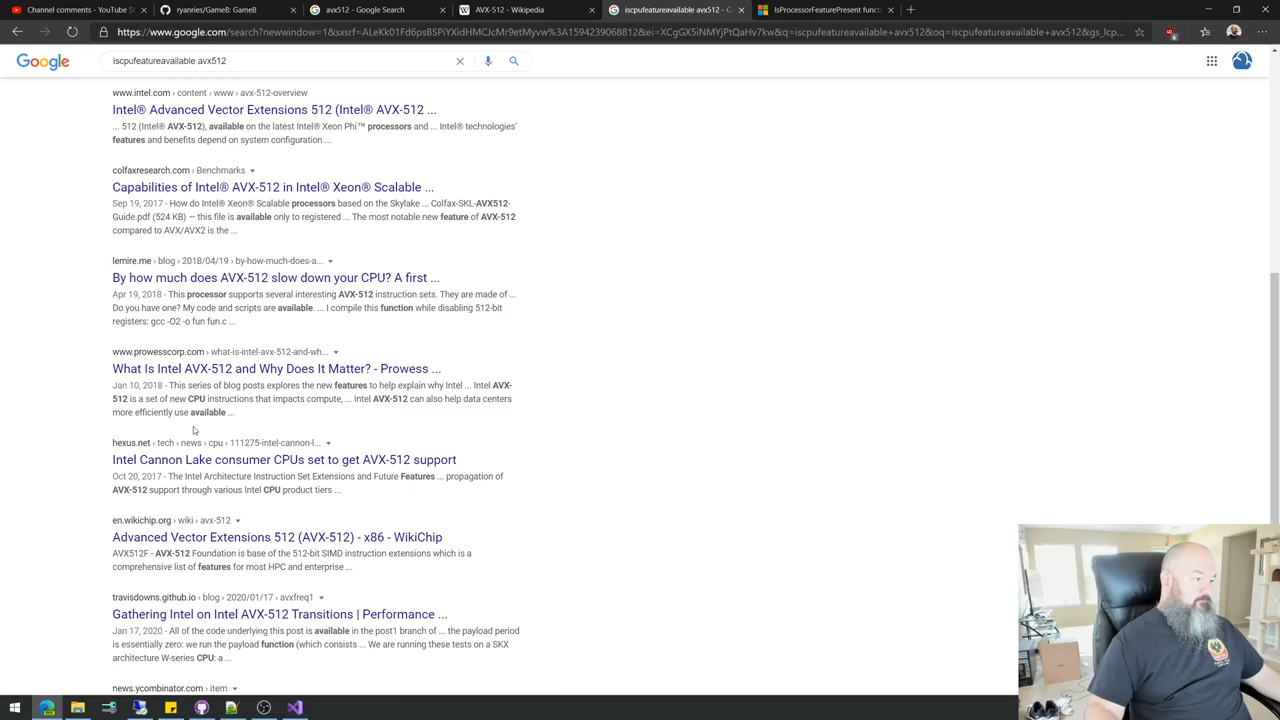 (3) YouTube Studio
ryanries/GameB
avx512 - Google Search
AVX-512 - Wikipedia
iscpufeatureavailable avx512 - G
IsProcessorFeaturePresent functi
https://www.google.com/search?newwindow=1&sxsrf=ALeKk01Fd6psBSPiYXidHMCJcMr9etMyvw%3A1594239068812&ei=XCgGX5iNMYjPtQaHv7kw&q=iscpufeatureavailable+avx512&oq=iscpufeatureavailable+avx512&gs_lcp
Google
iscpufeatureavailable avx512
www.intel.com › content › www › avx-512-overview
Intel® Advanced Vector Extensions 512 (Intel® AVX-512 ...
... 512 (Intel® AVX-512), available on the latest Intel® Xeon Phi™ processors and ... Intel® technologies'
features and benefits depend on system configuration ...
colfaxresearch.com › Benchmarks
Capabilities of Intel® AVX-512 in Intel® Xeon® Scalable ...
Sep 19, 2017 - How do Intel® Xeon® Scalable processors based on the Skylake ... Colfax-SKL-AVX512-
Guide.pdf (524 KB) — this file is available only to registered ... The most notable new feature of AVX-512
compared to AVX/AVX2 is the ...
lemire.me › blog › 2018/04/19 › by-how-much-does-a...
By how much does AVX-512 slow down your CPU? A first ...
Apr 19, 2018 - This processor supports several interesting AVX-512 instruction sets. They are made of ...
Do you have one? My code and scripts are available. ... I compile this function while disabling 512-bit
registers: gcc -O2 -o fun fun.c ...
www.prowesscorp.com › what-is-intel-avx-512-and-wh...
What Is Intel AVX-512 and Why Does It Matter? - Prowess ...
Jan 10, 2018 - This series of blog posts explores the new features to help explain why Intel ... Intel AVX-
512 is a set of new CPU instructions that impacts compute, ... Intel AVX-512 can also help data centers
more efficiently use available ...
hexus.net › tech › news › cpu › 111275-intel-cannon-l...
Intel Cannon Lake consumer CPUs set to get AVX-512 support
Oct 20, 2017 - The Intel Architecture Instruction Set Extensions and Future Features ... propagation of
AVX-512 support through various Intel CPU product tiers ...
en.wikichip.org › wiki › avx-512
Advanced Vector Extensions 512 (AVX-512) - x86 - WikiChip
AVX512F - AVX-512 Foundation is base of the 512-bit SIMD instruction extensions which is a
comprehensive list of features for most HPC and enterprise ...
travisdowns.github.io › blog › 2020/01/17 › avxfreq1
Gathering Intel on Intel AVX-512 Transitions | Performance ...
Jan 17, 2020 - All of the code underlying this post is available in the post1 branch of ... the payload period
is essentially zero: we run the payload function (which consists ... We are running these tests on a SKX
architecture W-series CPU: a ...
news.ycombinator.com › item